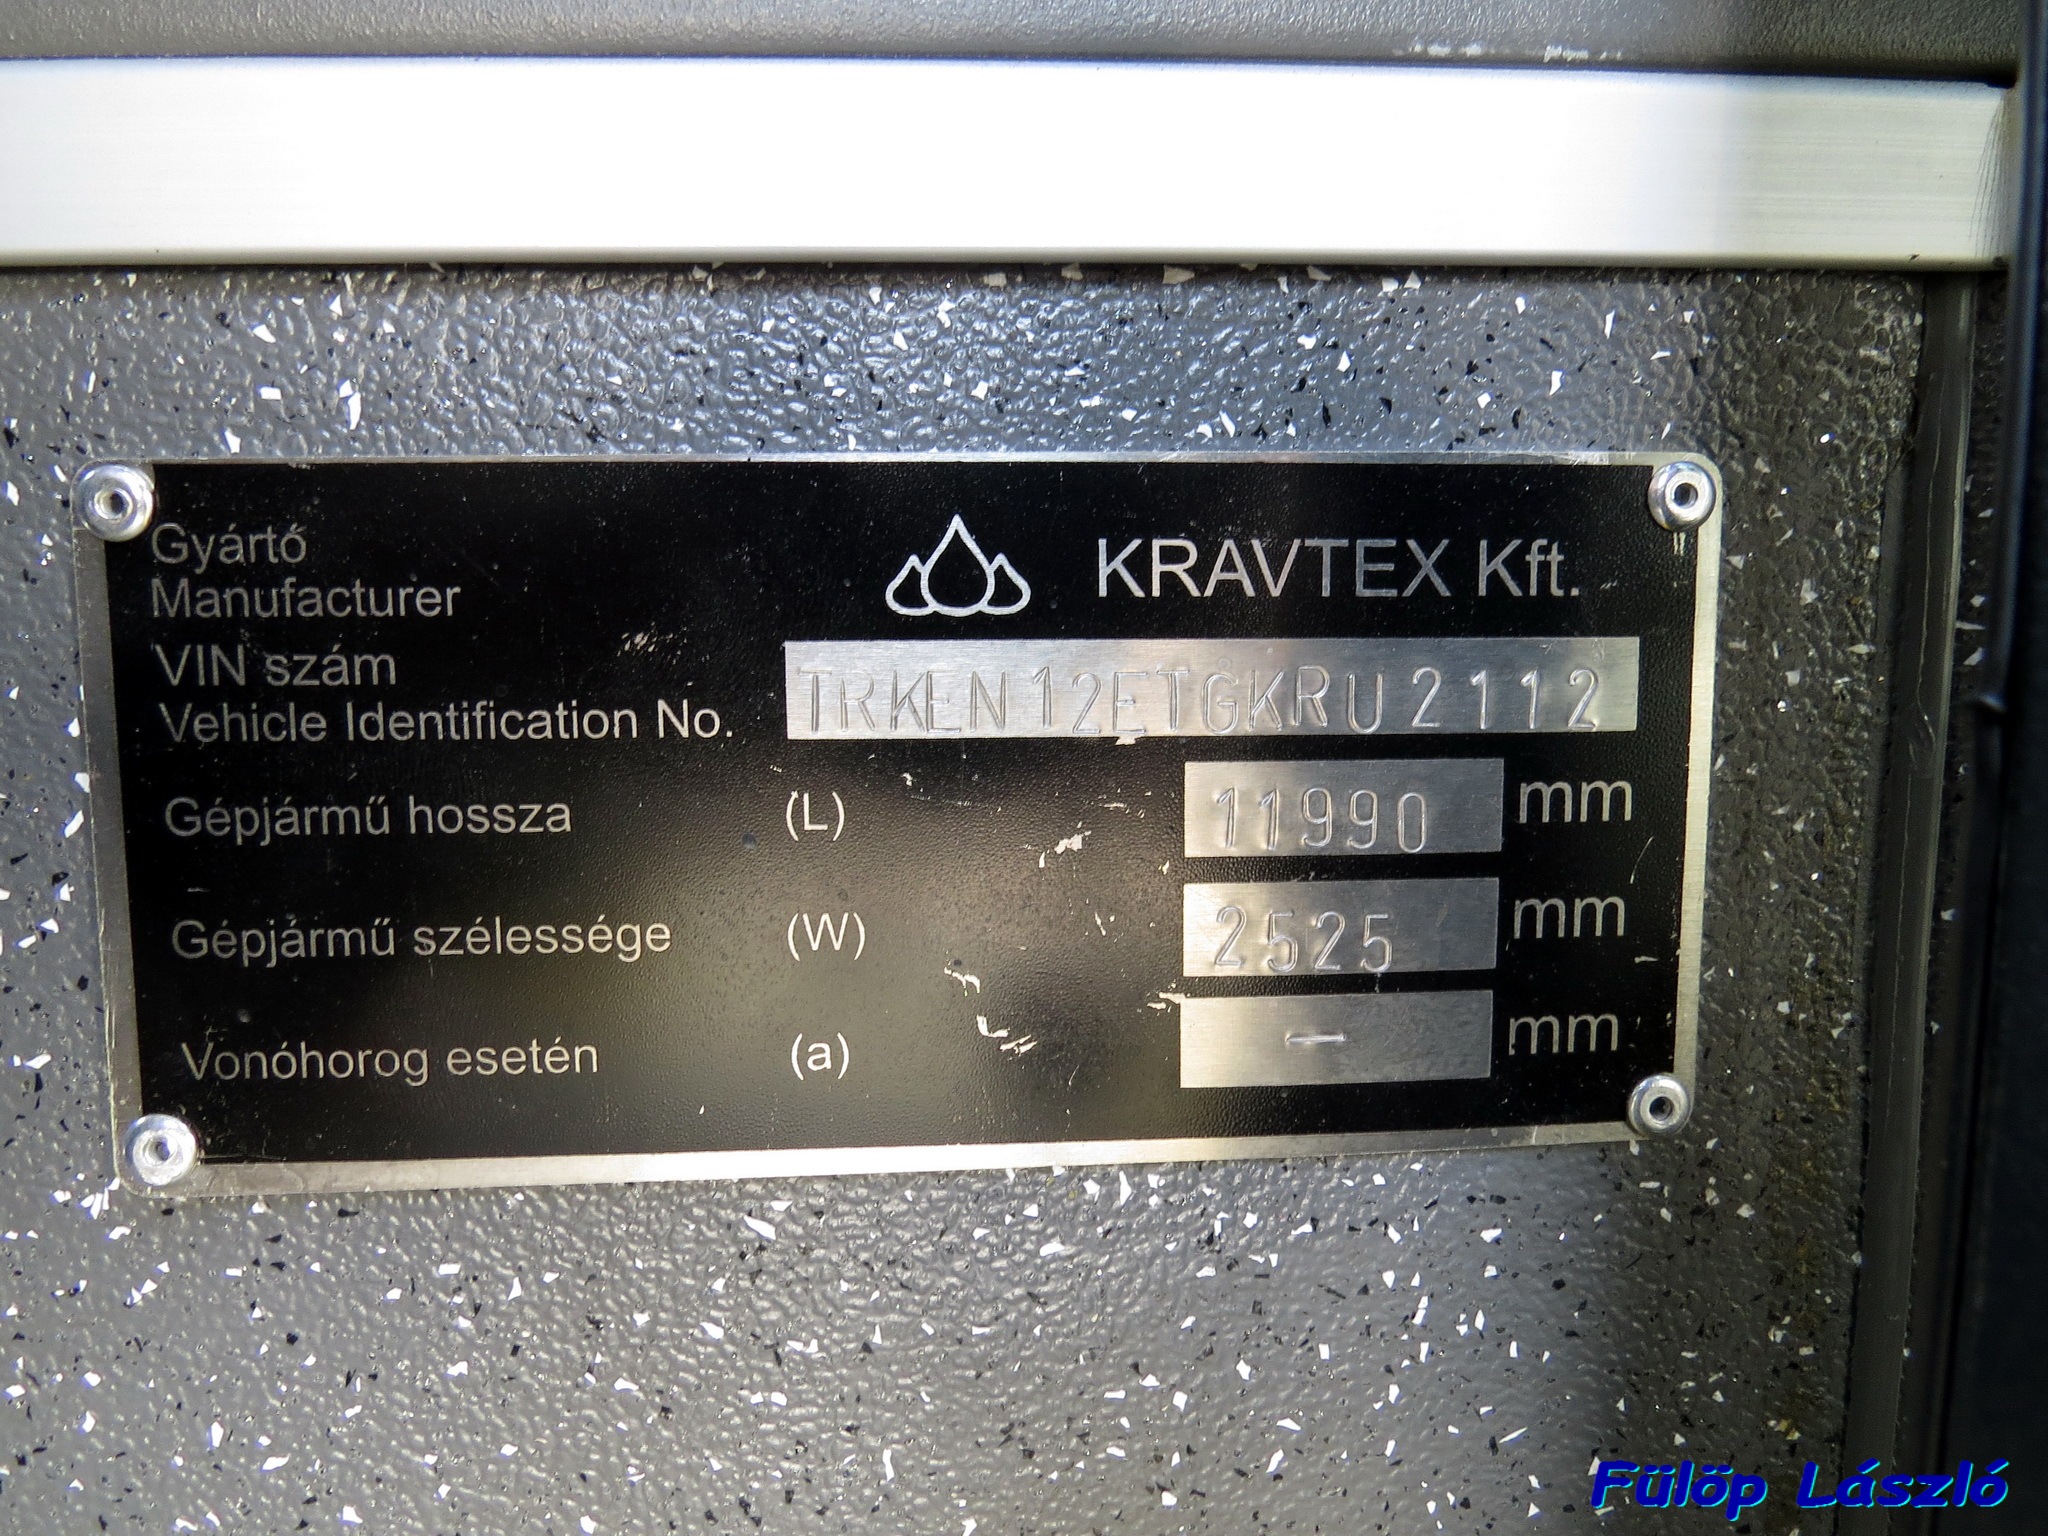 Gyártó
Manufacturer
KRAVTEX Kft.
VIN szám
Vehicle Identification No.
TRKEN12ETGKRU2112
Gépjármű hossza (L) 11990 mm
Gépjármű szélessége (W) 2525 mm
Vonóhorog esetén (a) – mm
Fülöp László